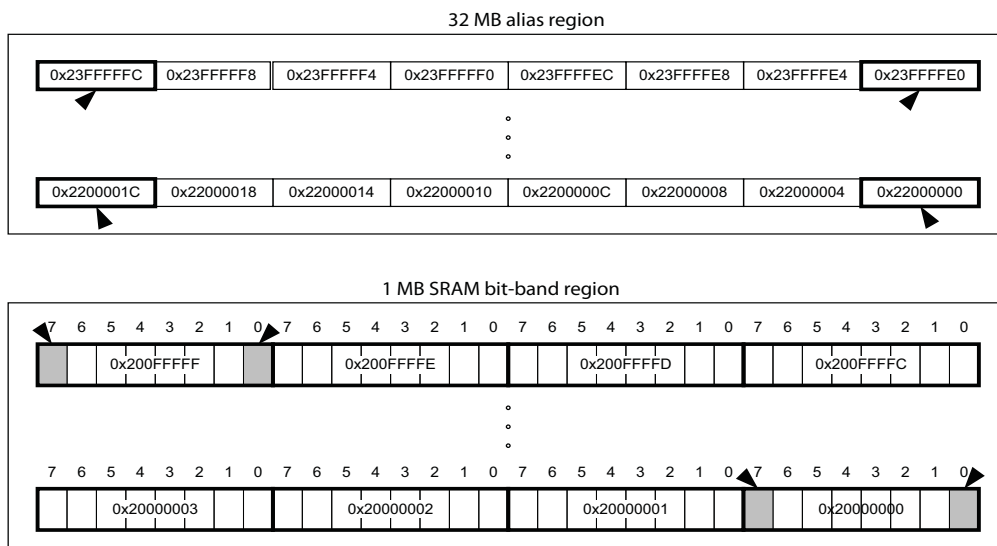 32 MB alias region
0x23FFFFFC 0x23FFFFF8 0x23FFFFF4 0x23FFFFF0 0x23FFFFEC 0x23FFFFE8 0x23FFFFE4 0x23FFFFE0
0x2200001C 0x22000018 0x22000014 0x22000010 0x2200000C 0x22000008 0x22000004 0x22000000
1 MB SRAM bit-band region
7 6 5 4 3 2 1 0 7 6 5 4 3 2 1 0 7 6 5 4 3 2 1 0 7 6 5 4 3 2 1 0
0x200FFFFF 0x200FFFFE 0x200FFFFD 0x200FFFFC
7 6 5 4 3 2 1 0 7 6 5 4 3 2 1 0 7 6 5 4 3 2 1 0 7 6 5 4 3 2 1 0
0x20000003 0x20000002 0x20000001 0x20000000